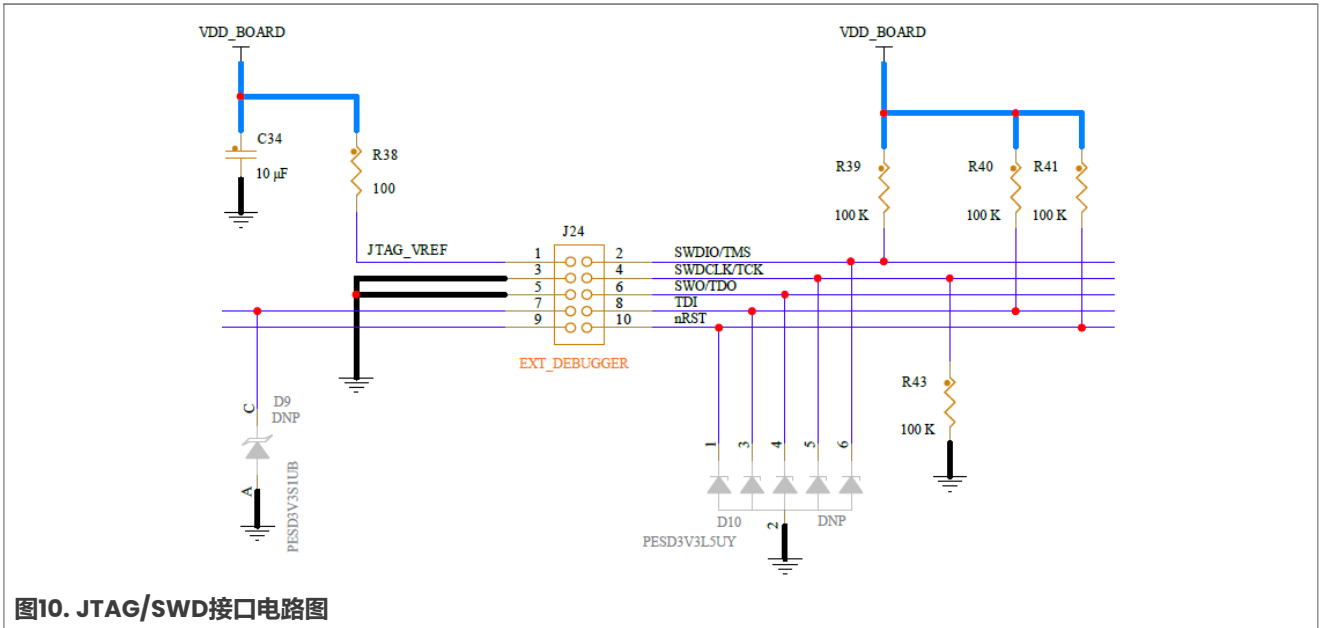 VDD_BOARD
VDD_BOARD
C34
10 µF
R38
100
R39
100 K
R40
100 K
R41
100 K
J24
JTAG_VREF
1
2
SWDIO/TMS
3
4
SWDCLK/TCK
5
6
SWO/TDO
7
8
TDI
9
10
nRST
EXT_DEBUGGER
R43
100 K
C
D9
DNP
A
PESD3V3S1UB
1
3
4
5
6
D10
2
DNP
PESD3V3L5UY
图10. JTAG/SWD接口电路图